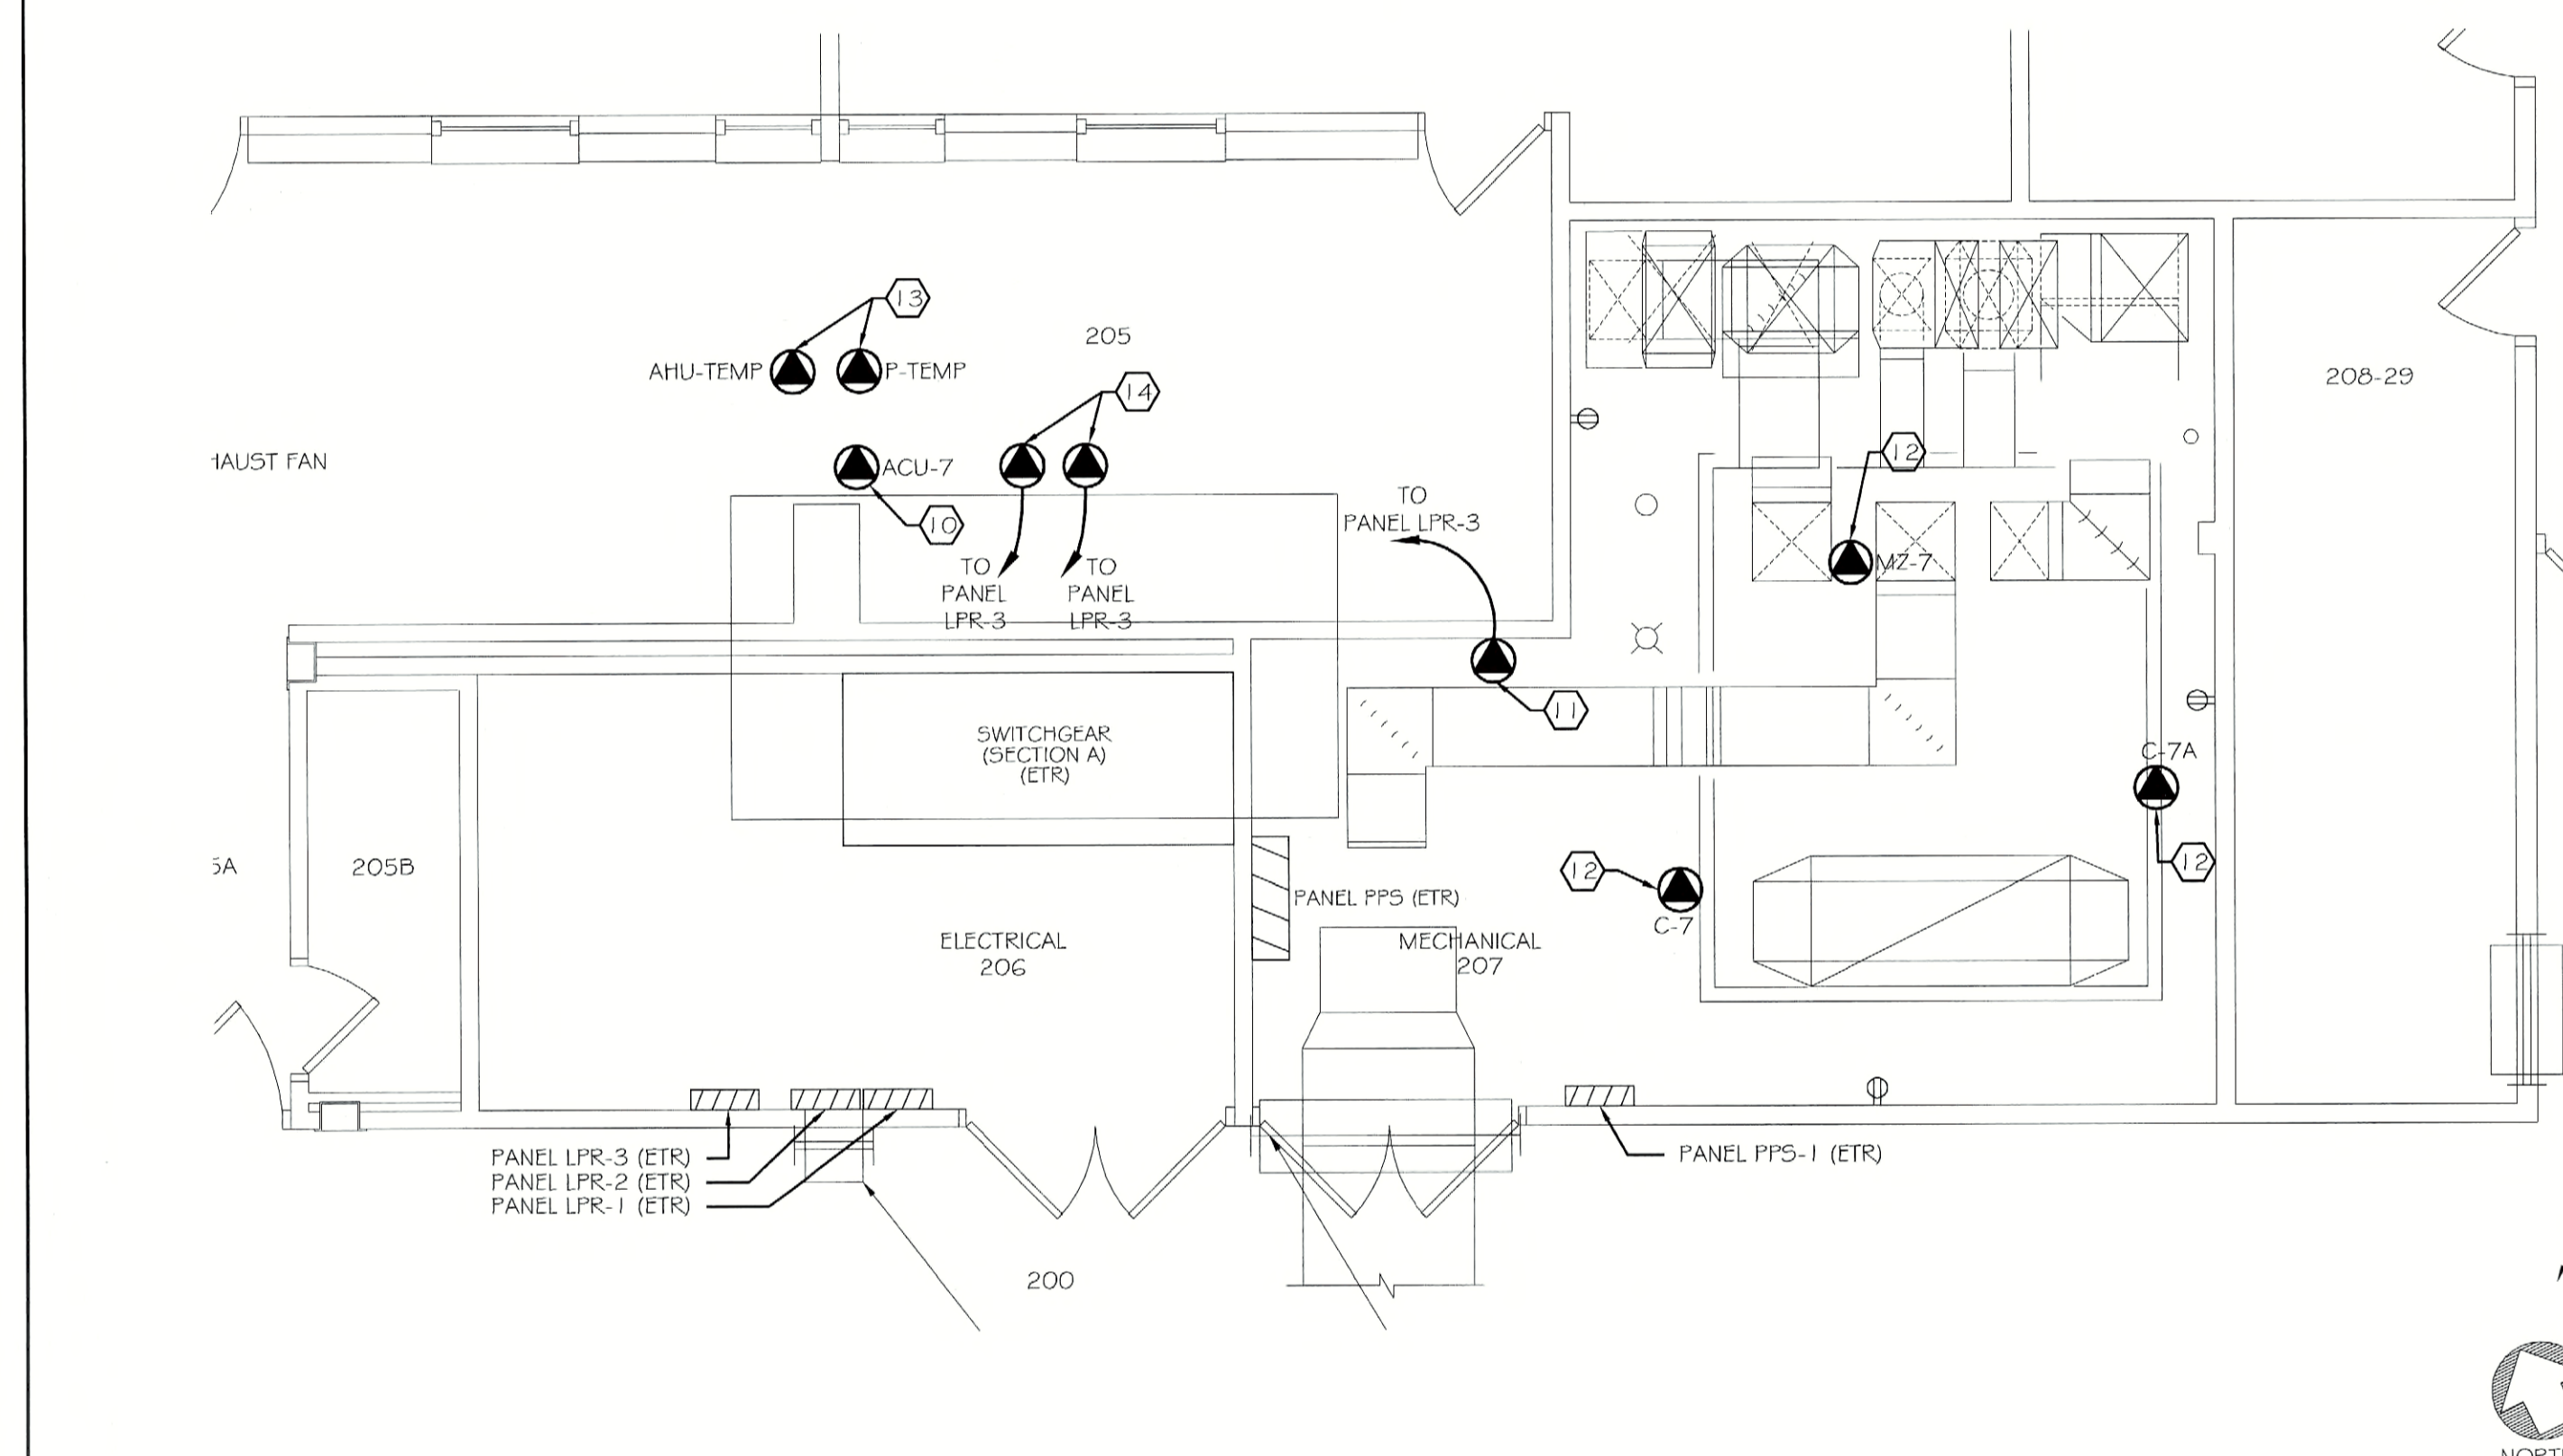 13
205
AHU-TEMP
P-TEMP
208-29
14
HAUST FAN
ACU-7
12
10
TO
PANEL LPR-3
TO
PANEL
LPR-3
TO
PANEL
LPR-3
MZ-7
11
SWITCHGEAR
(SECTION A)
(ETR)
C-7A
5A
205B
12
12
PANEL PPS (ETR)
C-7
ELECTRICAL
206
MECHANICAL
207
PANEL LPR-3 (ETR)
PANEL LPR-2 (ETR)
PANEL LPR-1 (ETR)
PANEL PPS-1 (ETR)
200